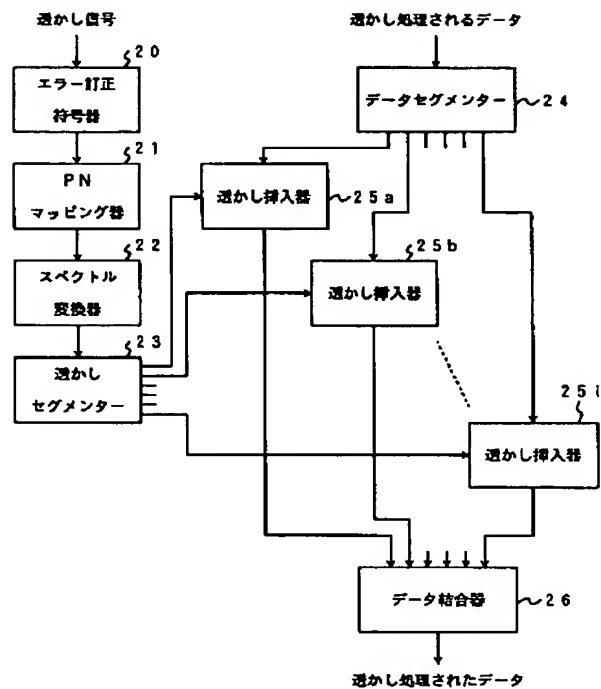 透かし信号
透かし処理されるデータ
20
エラー訂正
符号器
データセグメンター
24
21
PN
マッピング器
透かし挿入器
25a
22
スペクトル
変換器
25b
透かし挿入器
23
透かし
セグメンター
25i
透かし挿入器
データ結合器
26
透かし処理されたデータ